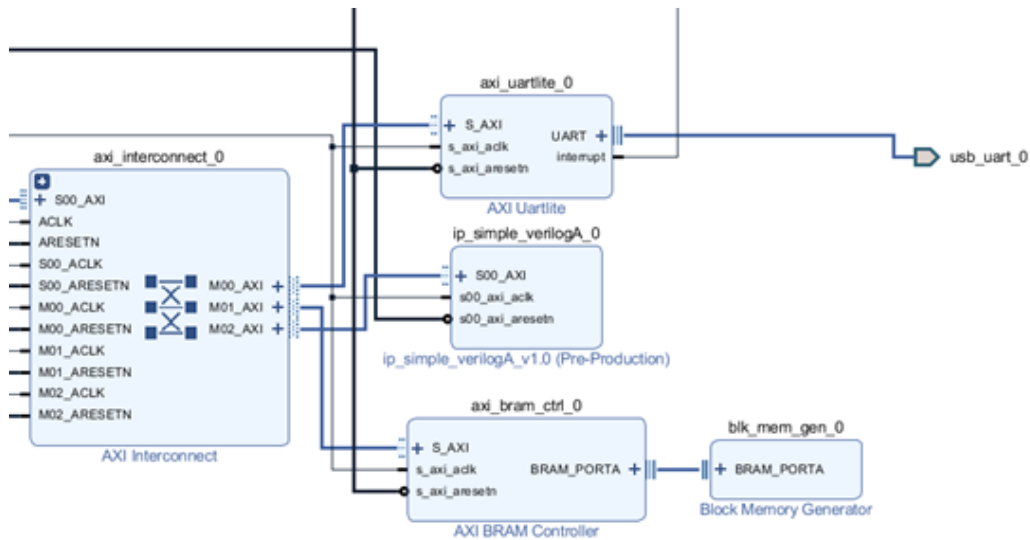 axi_uartlite_0
S_AXI
s_axi_aclk
s_axi_aresetn
UART
interrupt
AXI Uartlite
usb_uart_0
axi_interconnect_0
S00_AXI
ACLK
ARESETN
S00_ACLK
S00_ARESETN
M00_ACLK
M00_ARESETN
M01_ACLK
M01_ARESETN
M02_ACLK
M02_ARESETN
M00_AXI
M01_AXI
M02_AXI
AXI Interconnect
ip_simple_verilogA_0
S00_AXI
s00_axi_aclk
s00_axi_aresetn
ip_simple_verilogA_v1.0 (Pre-Production)
axi_bram_ctrl_0
S_AXI
s_axi_aclk
s_axi_aresetn
BRAM_PORTA
AXI BRAM Controller
blk_mem_gen_0
BRAM_PORTA
Block Memory Generator